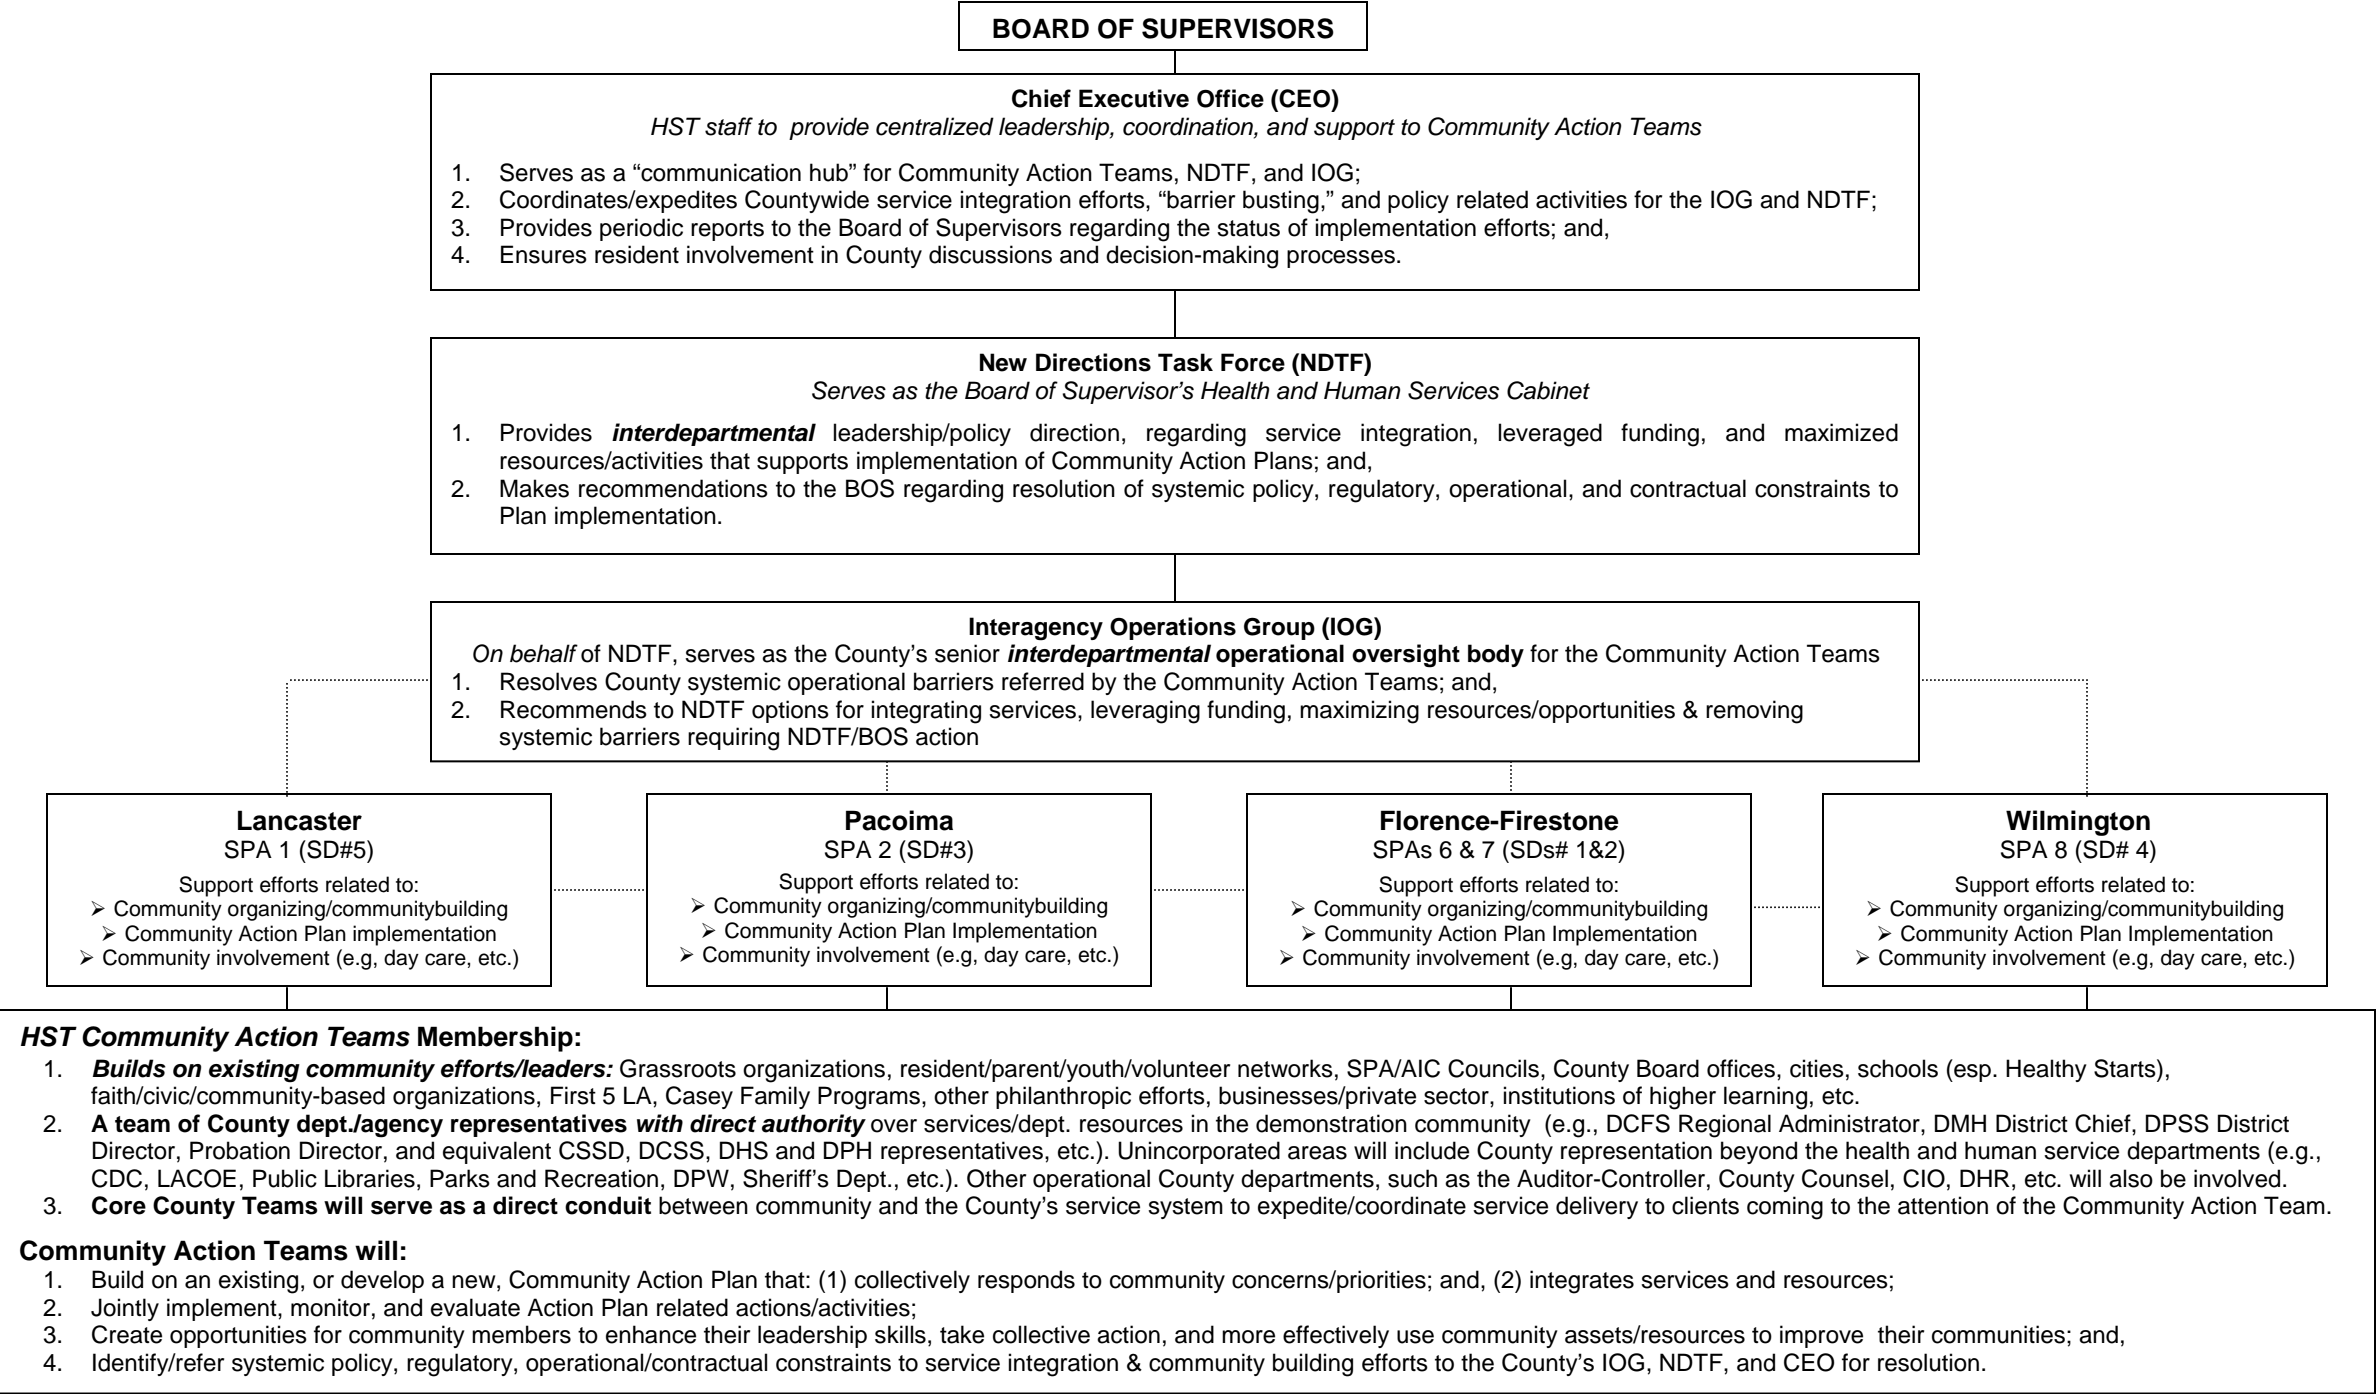 BOARD OF SUPERVISORS
Chief Executive Office (CEO)
HST staff to provide centralized leadership, coordination, and support to Community Action Teams
1. Serves as a “communication hub” for Community Action Teams, NDTF, and IOG;
2. Coordinates/expedites Countywide service integration efforts, “barrier busting,” and policy related activities for the IOG and NDTF;
3. Provides periodic reports to the Board of Supervisors regarding the status of implementation efforts; and,
4. Ensures resident involvement in County discussions and decision-making processes.
New Directions Task Force (NDTF)
Serves as the Board of Supervisor’s Health and Human Services Cabinet
1. Provides interdepartmental leadership/policy direction, regarding service integration, leveraged funding, and maximized
resources/activities that supports implementation of Community Action Plans; and,
2. Makes recommendations to the BOS regarding resolution of systemic policy, regulatory, operational, and contractual constraints to
Plan implementation.
Interagency Operations Group (IOG)
On behalf of NDTF, serves as the County’s senior interdepartmental operational oversight body for the Community Action Teams
1. Resolves County systemic operational barriers referred by the Community Action Teams; and,
2. Recommends to NDTF options for integrating services, leveraging funding, maximizing resources/opportunities & removing
systemic barriers requiring NDTF/BOS action
Lancaster
SPA 1 (SD#5)
Support efforts related to:
➢ Community organizing/communitybuilding
➢ Community Action Plan implementation
➢ Community involvement (e.g, day care, etc.)
Pacoima
SPA 2 (SD#3)
Support efforts related to:
➢ Community organizing/communitybuilding
➢ Community Action Plan Implementation
➢ Community involvement (e.g, day care, etc.)
Florence-Firestone
SPAs 6 & 7 (SDs# 1&2)
Support efforts related to:
➢ Community organizing/communitybuilding
➢ Community Action Plan Implementation
➢ Community involvement (e.g, day care, etc.)
Wilmington
SPA 8 (SD# 4)
Support efforts related to:
➢ Community organizing/communitybuilding
➢ Community Action Plan Implementation
➢ Community involvement (e.g, day care, etc.)
HST Community Action Teams Membership:
1. Builds on existing community efforts/leaders: Grassroots organizations, resident/parent/youth/volunteer networks, SPA/AIC Councils, County Board offices, cities, schools (esp. Healthy Starts),
faith/civic/community-based organizations, First 5 LA, Casey Family Programs, other philanthropic efforts, businesses/private sector, institutions of higher learning, etc.
2. A team of County dept./agency representatives with direct authority over services/dept. resources in the demonstration community (e.g., DCFS Regional Administrator, DMH District Chief, DPSS District
Director, Probation Director, and equivalent CSSD, DCSS, DHS and DPH representatives, etc.). Unincorporated areas will include County representation beyond the health and human service departments (e.g.,
CDC, LACOE, Public Libraries, Parks and Recreation, DPW, Sheriff’s Dept., etc.). Other operational County departments, such as the Auditor-Controller, County Counsel, CIO, DHR, etc. will also be involved.
3. Core County Teams will serve as a direct conduit between community and the County’s service system to expedite/coordinate service delivery to clients coming to the attention of the Community Action Team.
Community Action Teams will:
1. Build on an existing, or develop a new, Community Action Plan that: (1) collectively responds to community concerns/priorities; and, (2) integrates services and resources;
2. Jointly implement, monitor, and evaluate Action Plan related actions/activities;
3. Create opportunities for community members to enhance their leadership skills, take collective action, and more effectively use community assets/resources to improve their communities; and,
4. Identify/refer systemic policy, regulatory, operational/contractual constraints to service integration & community building efforts to the County’s IOG, NDTF, and CEO for resolution.